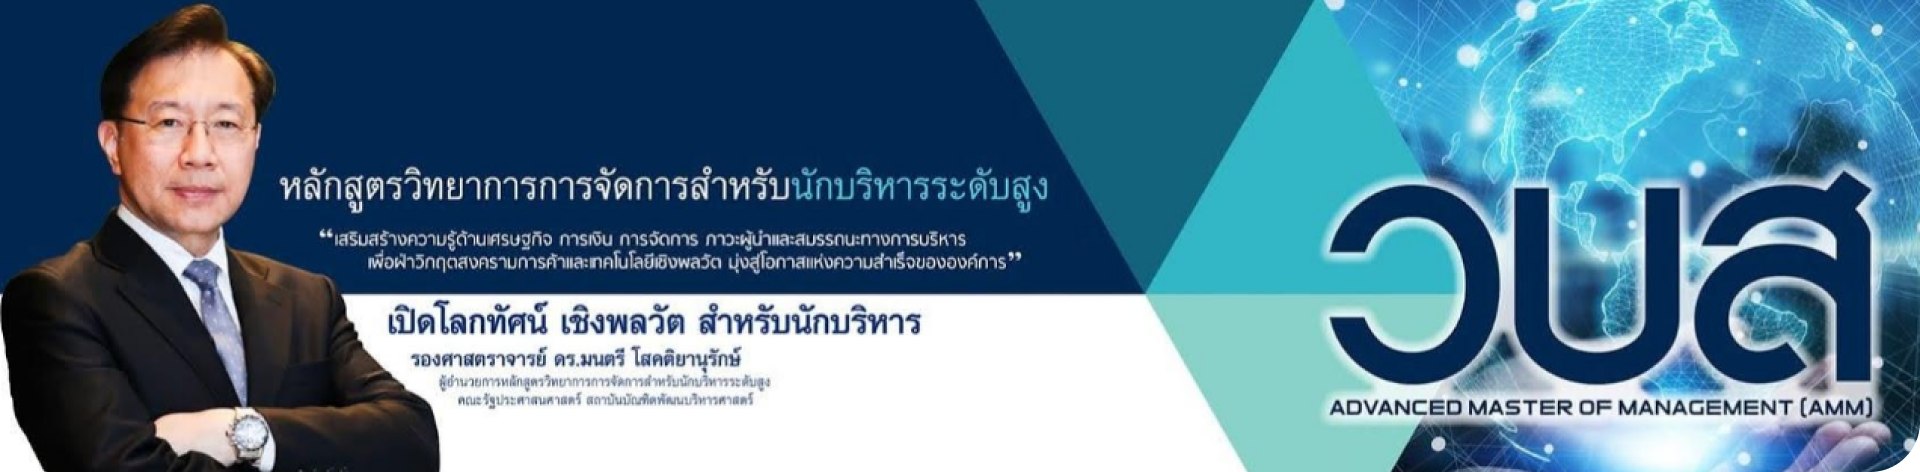 หลักสูตรวิทยาการการจัดการสำหรับนักบริหารระดับสูง
“เสริมสร้างความรู้ด้านเศรษฐกิจ การเงิน การจัดการ ภาวะผู้นำและสมรรถนะทางการบริหาร
เพื่อฝ่าวิกฤตสงครามการค้าและเทคโนโลยีเชิงพลวัต มุ่งสู่โอกาสแห่งความสำเร็จขององค์การ”
เปิดโลกทัศน์ เชิงพลวัต สำหรับนักบริหาร
รองศาสตราจารย์ ดร.มนตรี โสคติยานุรักษ์
ผู้อำนวยการหลักสูตรวิทยาการการจัดการสำหรับนักบริหารระดับสูง
คณะรัฐประศาสนศาสตร์ สถาบันบัณฑิตพัฒนบริหารศาสตร์
วบส
ADVANCED MASTER OF MANAGEMENT (AMM)